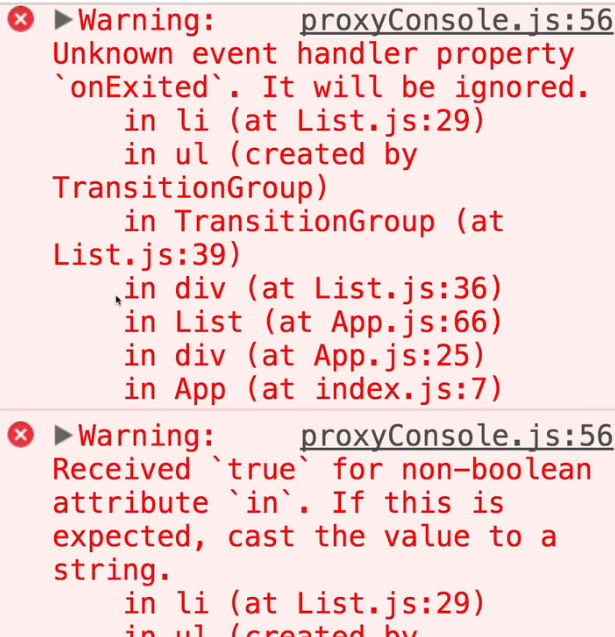 ▶Warning: proxyConsole.js:56
Unknown event handler property
`onExited`. It will be ignored.
in li (at List.js:29)
in ul (created by
TransitionGroup)
in TransitionGroup (at
List.js:39)
in div (at List.js:36)
in List (at App.js:66)
in div (at App.js:25)
in App (at index.js:7)
▶Warning: proxyConsole.js:56
Received `true` for non-boolean
attribute `in`. If this is
expected, cast the value to a
string.
in li (at List.js:29)
in ul (created by